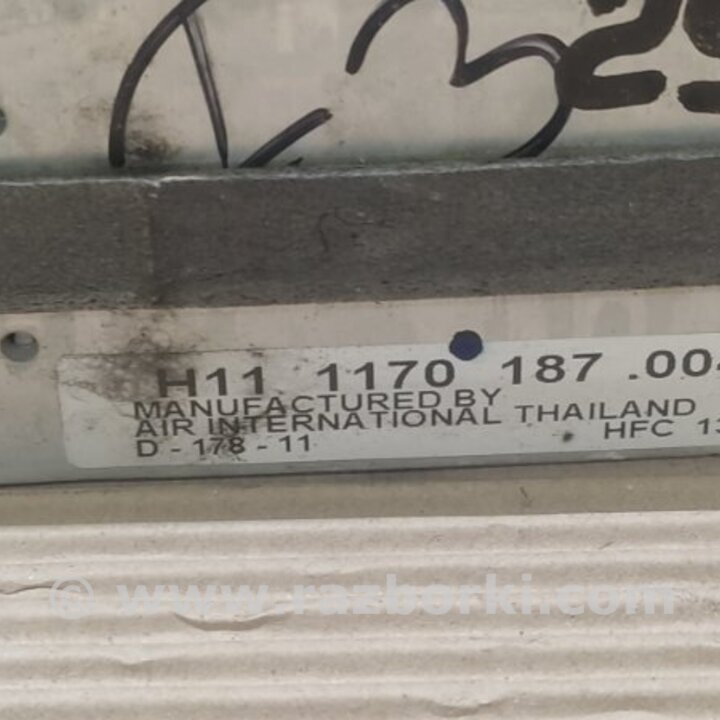 H11 1170 187 .00
MANUFACTURED BY
AIR INTERNATIONAL THAILAND
D - 178 - 11 HFC 13
© www.razborki.com